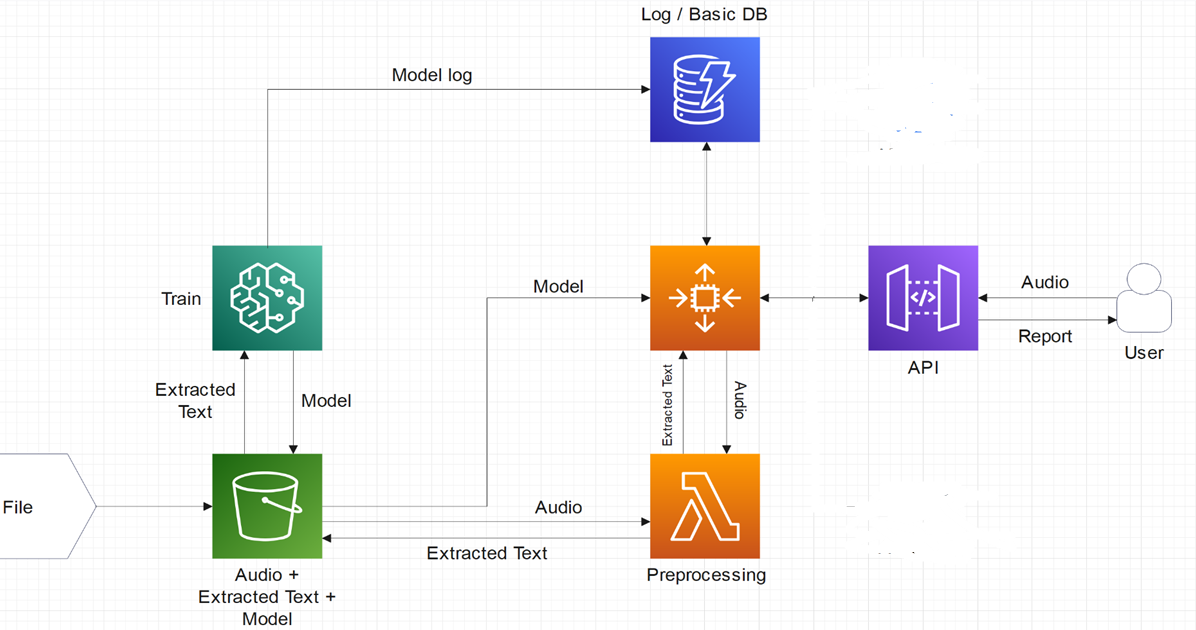 Log / Basic DB
Model log
Train
Model
Audio
Report
API
User
Extracted
Text
Model
Extracted Text
Audio
File
Audio
Extracted Text
Audio +
Extracted Text +
Model
Preprocessing